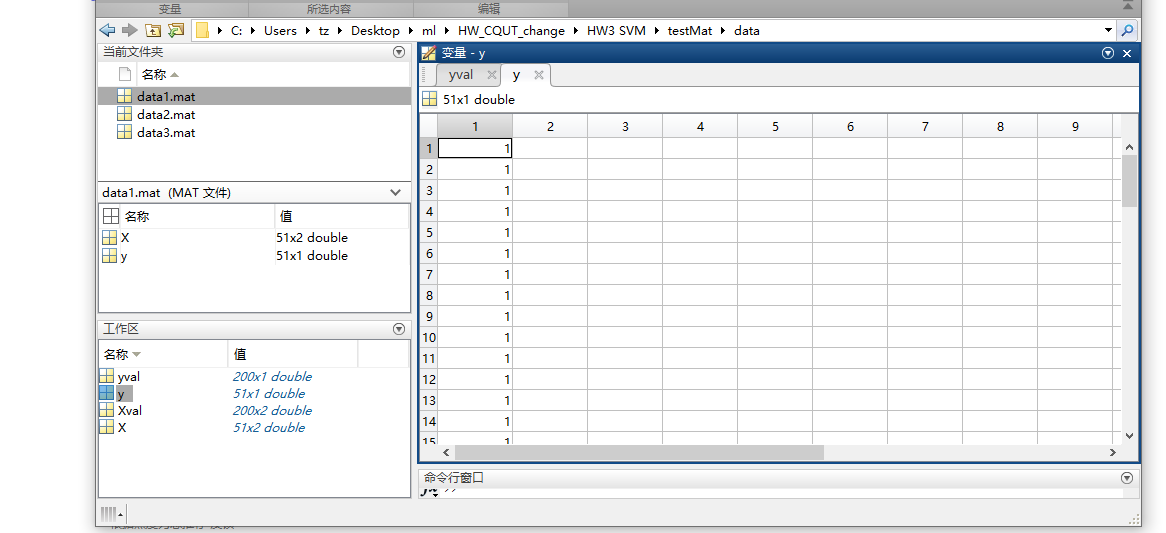 变量 所选内容 编辑
C: Users tz Desktop ml HW_CQUT_change HW3 SVM testMat data
当前文件夹
名称
data1.mat
data2.mat
data3.mat
data1.mat (MAT 文件)
名称 值
X 51x2 double
y 51x1 double
工作区
名称 值
yval 200x1 double
y 51x1 double
Xval 200x2 double
X 51x2 double
变量 - y
yval y
51x1 double
1 2 3 4 5 6 7 8 9
1 1
2 1
3 1
4 1
5 1
6 1
7 1
8 1
9 1
10 1
11 1
12 1
13 1
14 1
15 1
命令行窗口